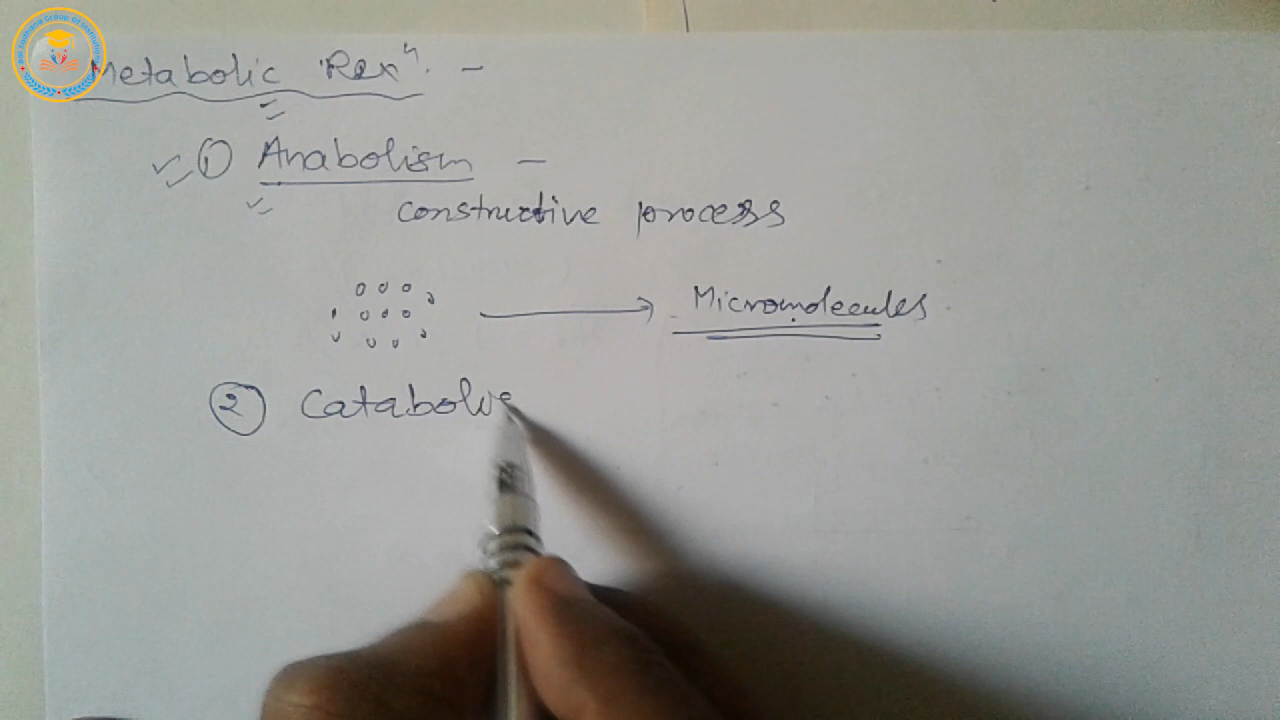 Metabolic Rexⁿ. -
① Anabolism -
constructive process
→ Micromolecules
② Catabolis